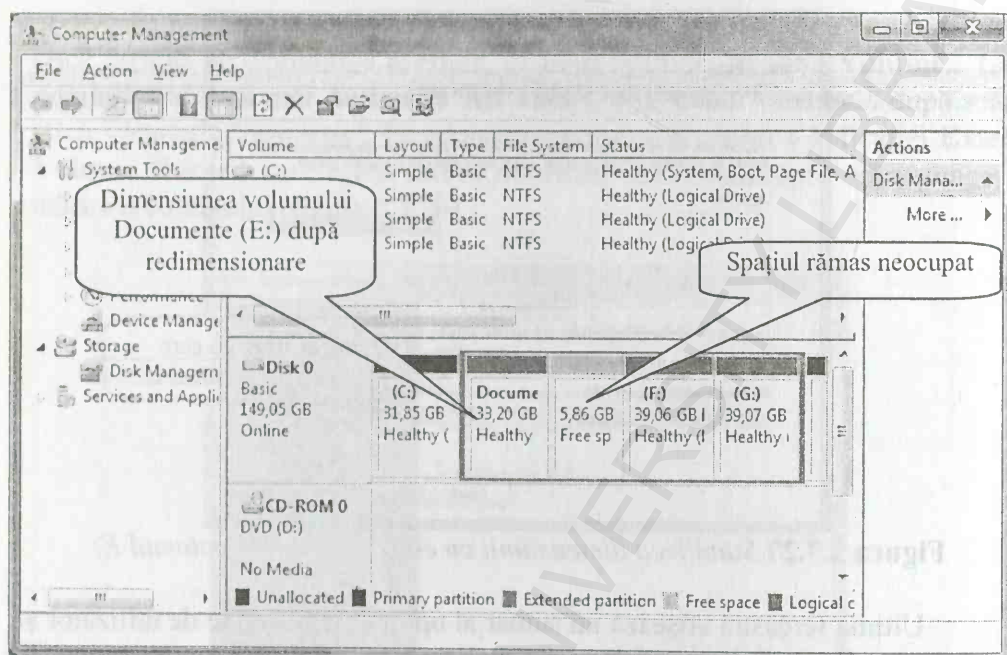 Computer Management
File Action View Help
Computer Manageme
System Tools
Performance
Device Manage
Storage
Disk Managem
Services and Appli
Volume Layout Type File System Status
(C:) Simple Basic NTFS Healthy (System, Boot, Page File, A
Simple Basic NTFS Healthy (Logical Drive)
Simple Basic NTFS Healthy (Logical Drive)
Simple Basic NTFS Healthy (Logical
Actions
Disk Mana...
More ...
Dimensiunea volumului
Documente (E:) după
redimensionare
Spațiul rămas neocupat
Disk 0
Basic
149,05 GB
Online
(C:)
31,85 GB
Healthy (
Docume
33,20 GB
Healthy
5,86 GB
Free sp
(F:)
39,06 GB
Healthy (l
(G:)
39,07 GB
Healthy
CD-ROM 0
DVD (D:)
No Media
Unallocated Primary partition Extended partition Free space Logical c